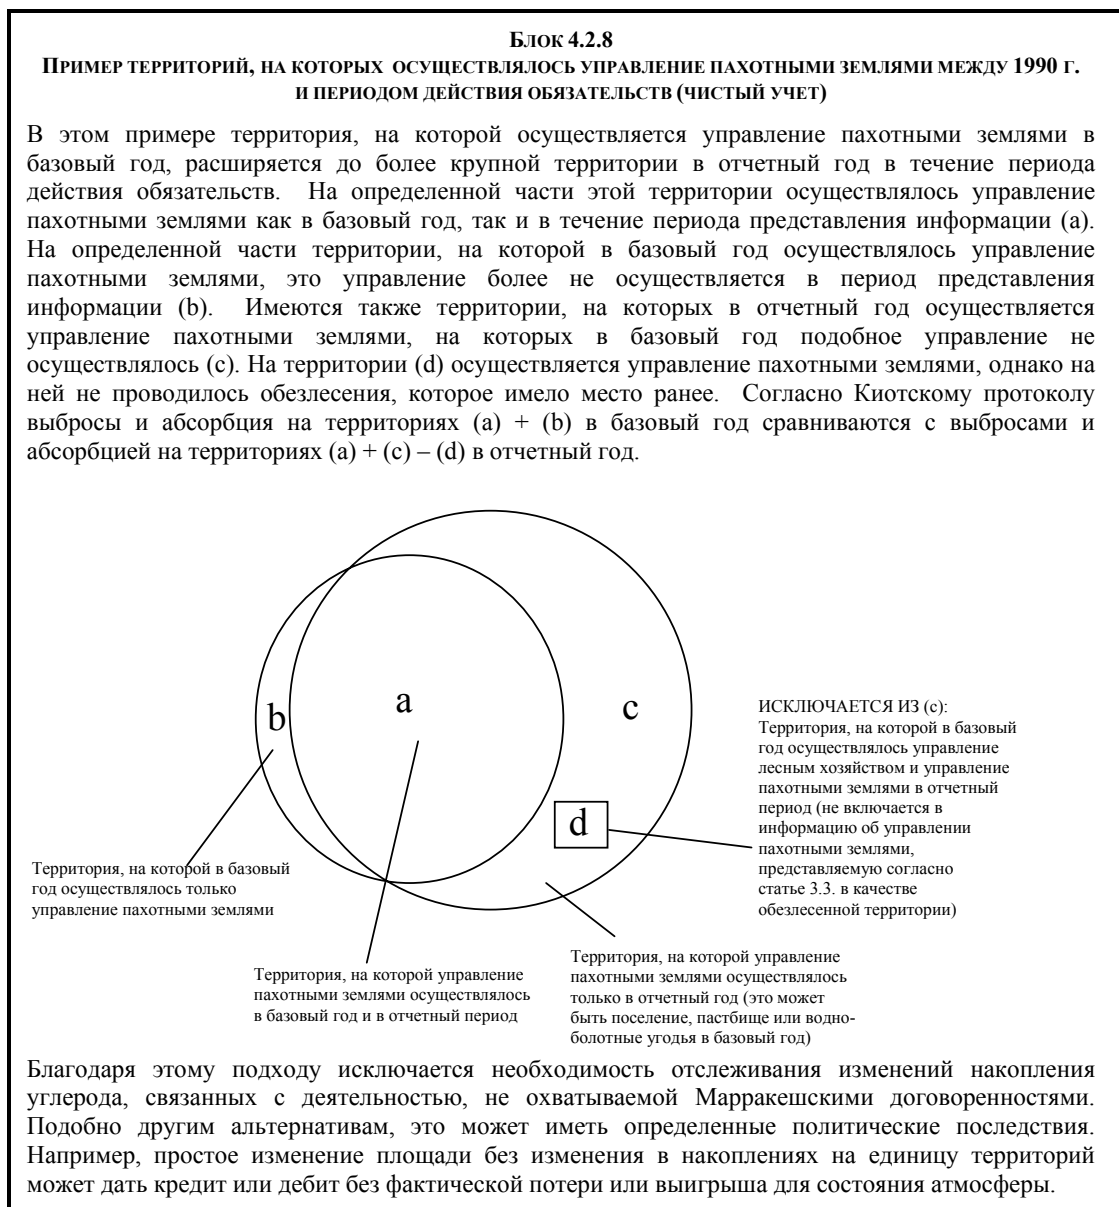 БЛОК 4.2.8
ПРИМЕР ТЕРРИТОРИЙ, НА КОТОРЫХ ОСУЩЕСТВЛЯЛОСЬ УПРАВЛЕНИЕ ПАХОТНЫМИ ЗЕМЛЯМИ МЕЖДУ 1990 Г.
И ПЕРИОДОМ ДЕЙСТВИЯ ОБЯЗАТЕЛЬСТВ (ЧИСТЫЙ УЧЕТ)
В этом примере территория, на которой осуществляется управление пахотными землями в
базовый год, расширяется до более крупной территории в отчетный год в течение периода
действия обязательств. На определенной части этой территории осуществлялось управление
пахотными землями как в базовый год, так и в течение периода представления информации (a).
На определенной части территории, на которой в базовый год осуществлялось управление
пахотными землями, это управление более не осуществляется в период представления
информации (b). Имеются также территории, на которых в отчетный год осуществляется
управление пахотными землями, на которых в базовый год подобное управление не
осуществлялось (c). На территории (d) осуществляется управление пахотными землями, однако на
ней не проводилось обезлесения, которое имело место ранее. Согласно Киотскому протоколу
выбросы и абсорбция на территориях (a) + (b) в базовый год сравниваются с выбросами и
абсорбцией на территориях (a) + (c) – (d) в отчетный год.
b
a
c
d
ИСКЛЮЧАЕТСЯ ИЗ (c):
Территория, на которой в базовый
год осуществлялось управление
лесным хозяйством и управление
пахотными землями в отчетный
период (не включается в
информацию об управлении
пахотными землями,
представляемую согласно
статье 3.3. в качестве
обезлесенной территории)
Территория, на которой в базовый
год осуществлялось только
управление пахотными землями
Территория, на которой управление
пахотными землями осуществлялось
в базовый год и в отчетный период
Территория, на которой управление
пахотными землями осуществлялось
только в отчетный год (это может
быть поселение, пастбище или водно-
болотные угодья в базовый год)
Благодаря этому подходу исключается необходимость отслеживания изменений накопления
углерода, связанных с деятельностью, не охватываемой Марракешскими договоренностями.
Подобно другим альтернативам, это может иметь определенные политические последствия.
Например, простое изменение площади без изменения в накоплениях на единицу территорий
может дать кредит или дебит без фактической потери или выигрыша для состояния атмосферы.